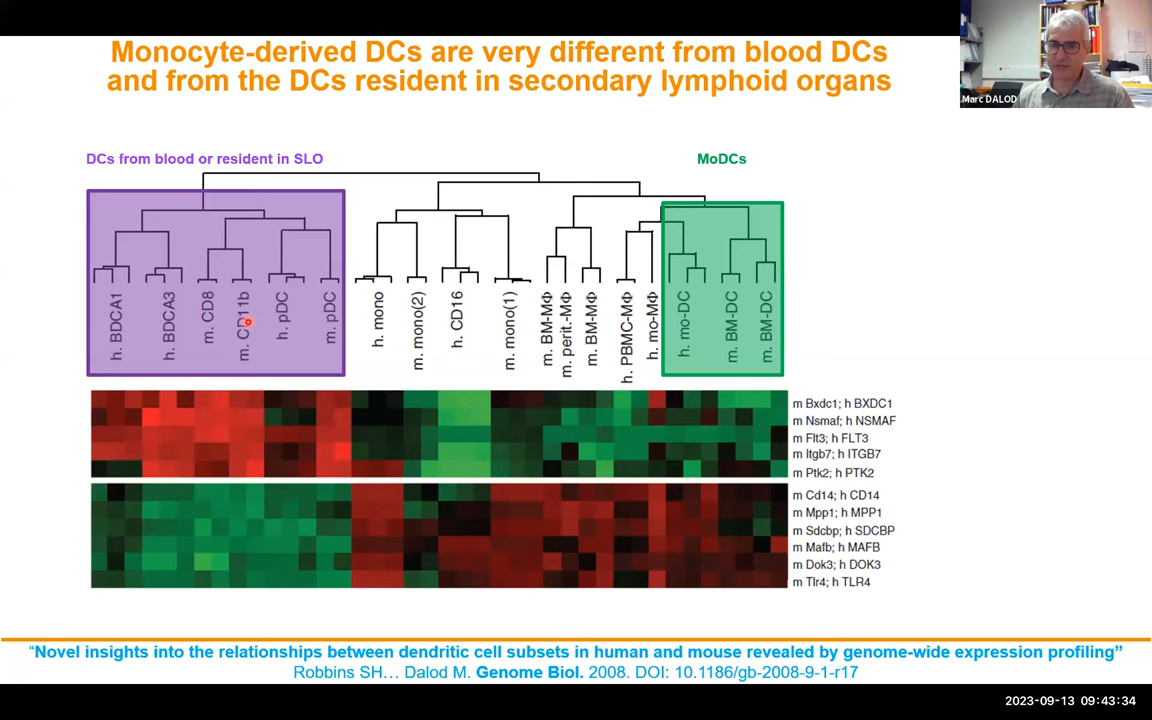 Monocyte-derived DCs are very different from blood DCs
and from the DCs resident in secondary lymphoid organs
Marc DALOD
DCs from blood or resident in SLO
MoDCs
h. BDCA1
h. BDCA3
m. CD8
m. CD11b
h. pDC
m. pDC
h. mono
m. mono(2)
h. CD16
m. mono(1)
m. BM-MΦ
m. perit.-MΦ
m. BM-MΦ
h. PBMC-MΦ
h. mo-MΦ
h. mo-DC
m. BM-DC
m. BM-DC
m Bxdc1; h BXDC1
m Nsmaf; h NSMAF
m Flt3; h FLT3
m Itgb7; h ITGB7
m Ptk2; h PTK2
m Cd14; h CD14
m Mpp1; h MPP1
m Sdcbp; h SDCBP
m Mafb; h MAFB
m Dok3; h DOK3
m Tlr4; h TLR4
“Novel insights into the relationships between dendritic cell subsets in human and mouse revealed by genome-wide expression profiling”
Robbins SH… Dalod M. Genome Biol. 2008. DOI: 10.1186/gb-2008-9-1-r17
2023-09-13 09:43:34